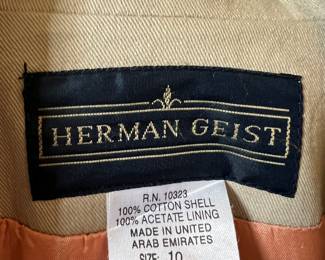 HERMAN GEIST
R.N. 10323
100% COTTON SHELL
100% ACETATE LINING
MADE IN UNITED
ARAB EMIRATES
SIZE: 10